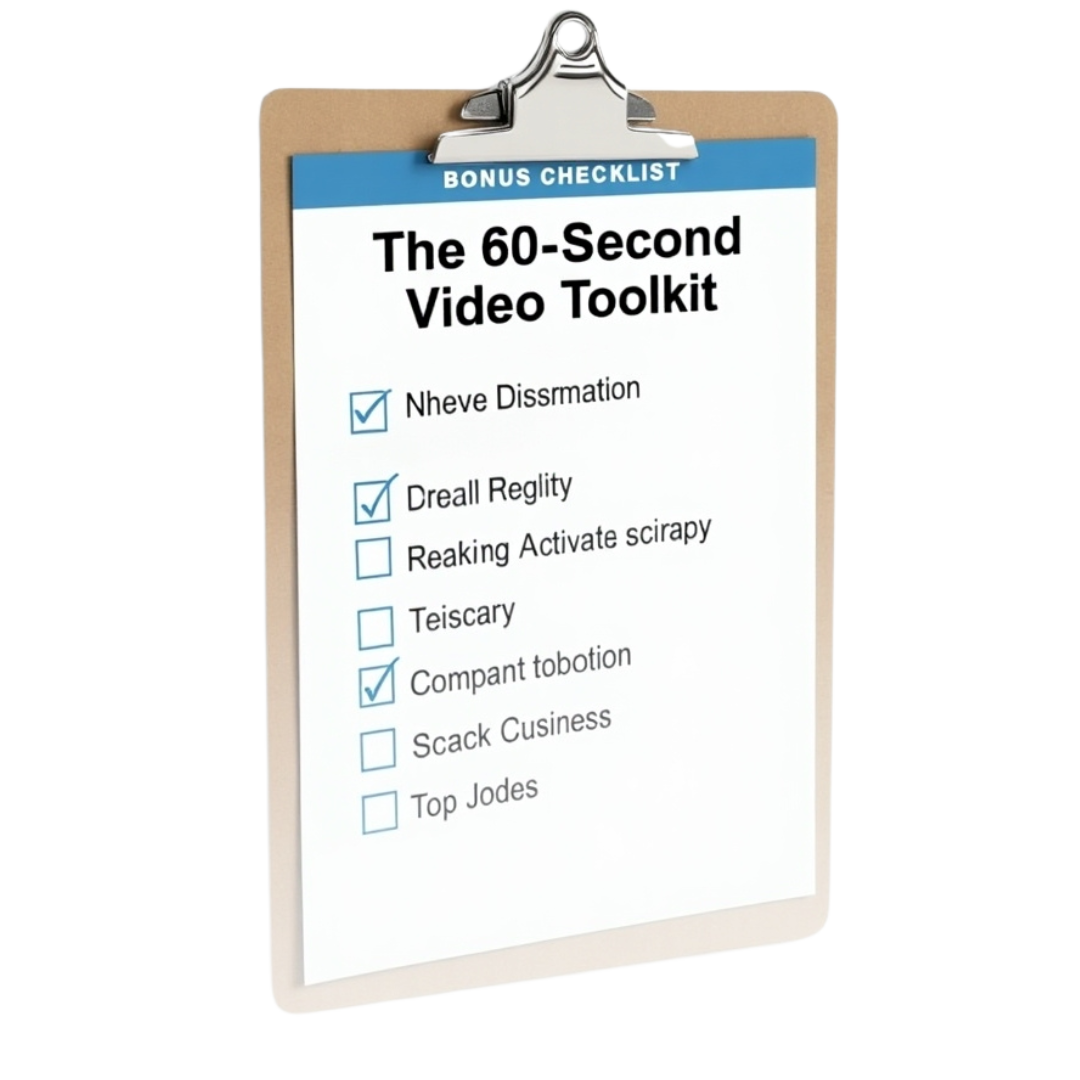 BONUS CHECKLIST
The 60-Second
Video Toolkit
Nheve Dissrmation
Dreall Reglity
Reaking Activate scirapy
Teiscary
Compant tobotion
Scack Cusiness
Top Jodes